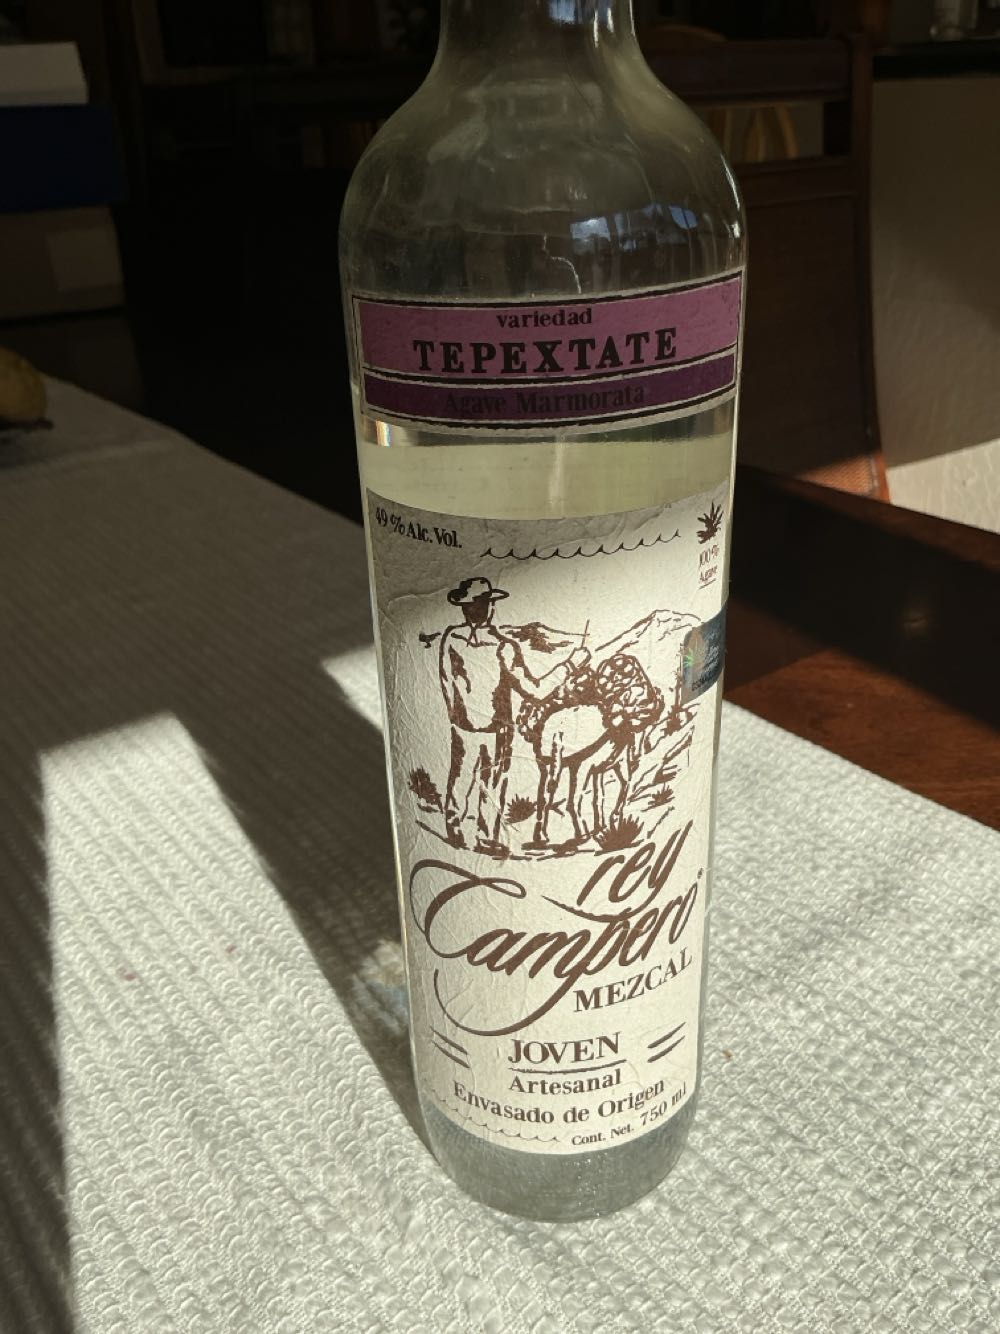 variedad
TEPEXTATE
Agave Marmorata
49 % Alc. Vol.
100%
Agave
rey
Campero®
MEZCAL
JOVEN
Artesanal
Envasado de Origen
Cont. Net. 750 ml